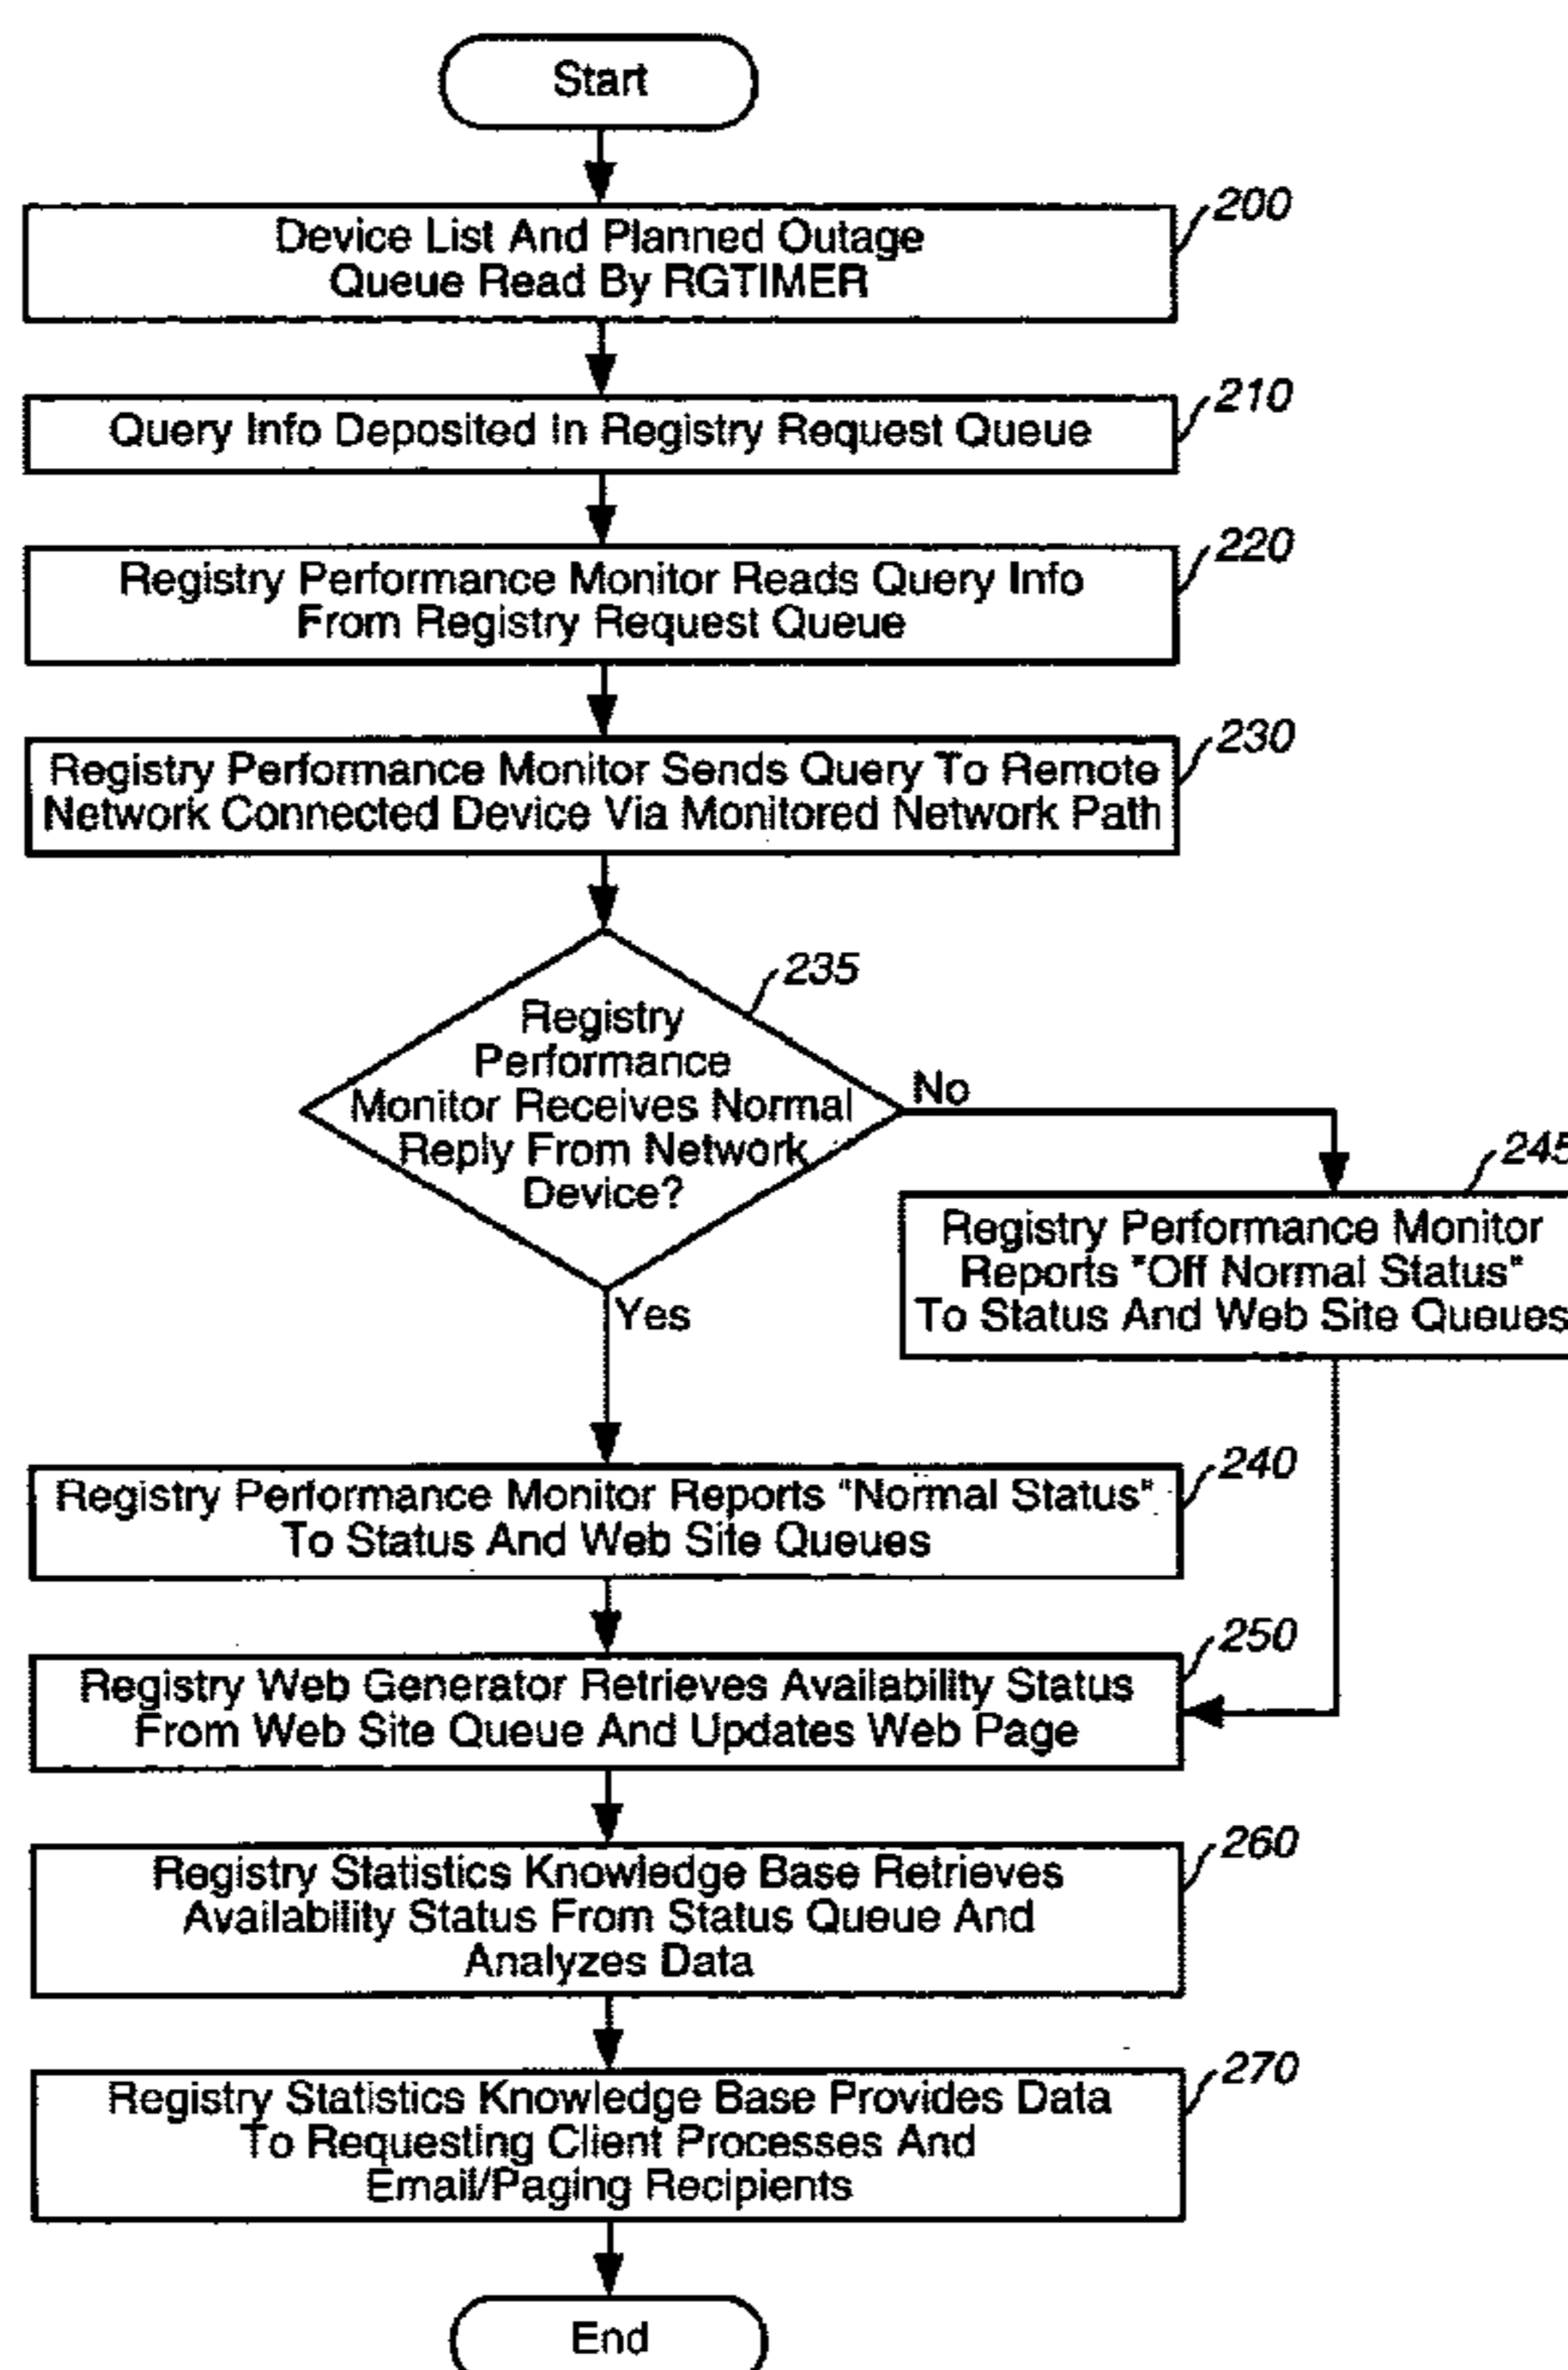 Start
200
Device List And Planned Outage
Queue Read By RGTIMER
210
Query Info Deposited In Registry Request Queue
220
Registry Performance Monitor Reads Query Info
From Registry Request Queue
230
Registry Performance Monitor Sends Query To Remote
Network Connected Device Via Monitored Network Path
235
Registry
Performance
Monitor Receives Normal
Reply From Network
Device?
No
Yes
245
Registry Performance Monitor
Reports "Off Normal Status"
To Status And Web Site Queues
240
Registry Performance Monitor Reports "Normal Status"
To Status And Web Site Queues
250
Registry Web Generator Retrieves Availability Status
From Web Site Queue And Updates Web Page
260
Registry Statistics Knowledge Base Retrieves
Availability Status From Status Queue And
Analyzes Data
270
Registry Statistics Knowledge Base Provides Data
To Requesting Client Processes And
Email/Paging Recipients
End